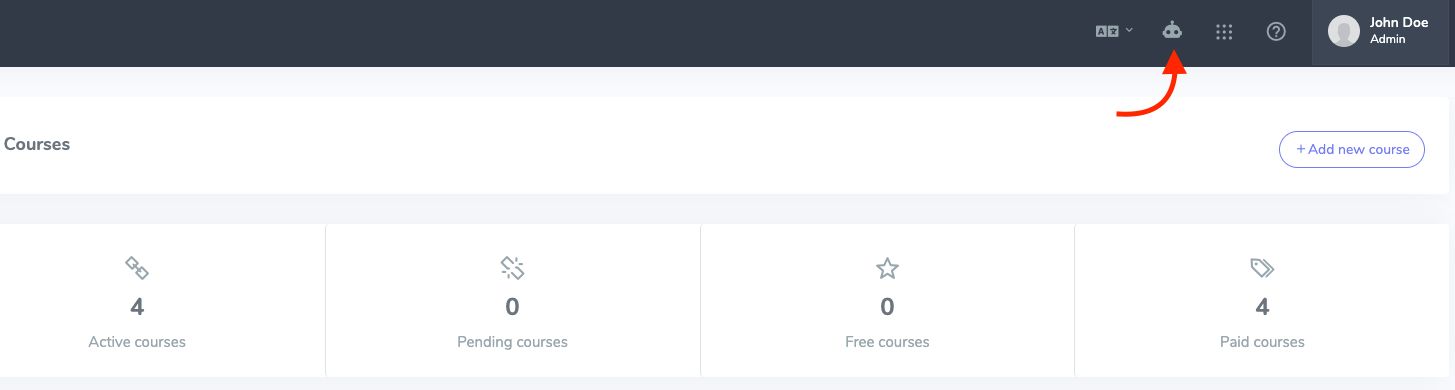 John Doe
Admin
Courses
+ Add new course
4
Active courses
0
Pending courses
0
Free courses
4
Paid courses